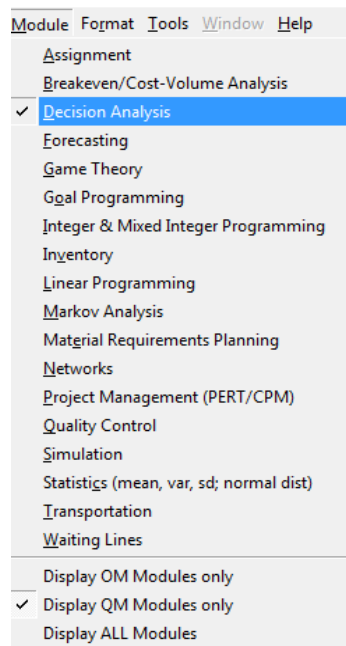 Module Format Tools Window Help
Assignment
Breakeven/Cost-Volume Analysis
Decision Analysis
Forecasting
Game Theory
Goal Programming
Integer & Mixed Integer Programming
Inventory
Linear Programming
Markov Analysis
Material Requirements Planning
Networks
Project Management (PERT/CPM)
Quality Control
Simulation
Statistics (mean, var, sd; normal dist)
Transportation
Waiting Lines
Display OM Modules only
Display QM Modules only
Display ALL Modules